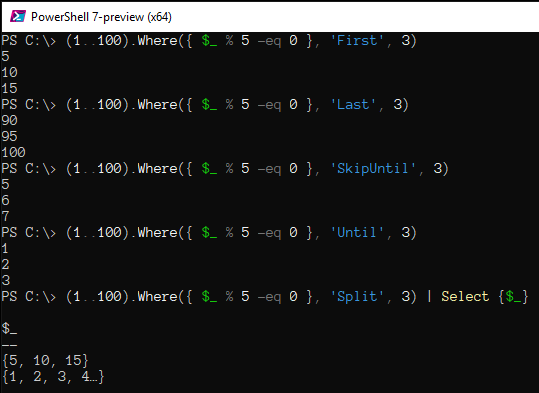 PowerShell 7-preview (x64)
PS C:\> (1..100).Where({ $_ % 5 -eq 0 }, 'First', 3)
5
10
15
PS C:\> (1..100).Where({ $_ % 5 -eq 0 }, 'Last', 3)
90
95
100
PS C:\> (1..100).Where({ $_ % 5 -eq 0 }, 'SkipUntil', 3)
5
6
7
PS C:\> (1..100).Where({ $_ % 5 -eq 0 }, 'Until', 3)
1
2
3
PS C:\> (1..100).Where({ $_ % 5 -eq 0 }, 'Split', 3) | Select {$_}
$_
--
{5, 10, 15}
{1, 2, 3, 4…}